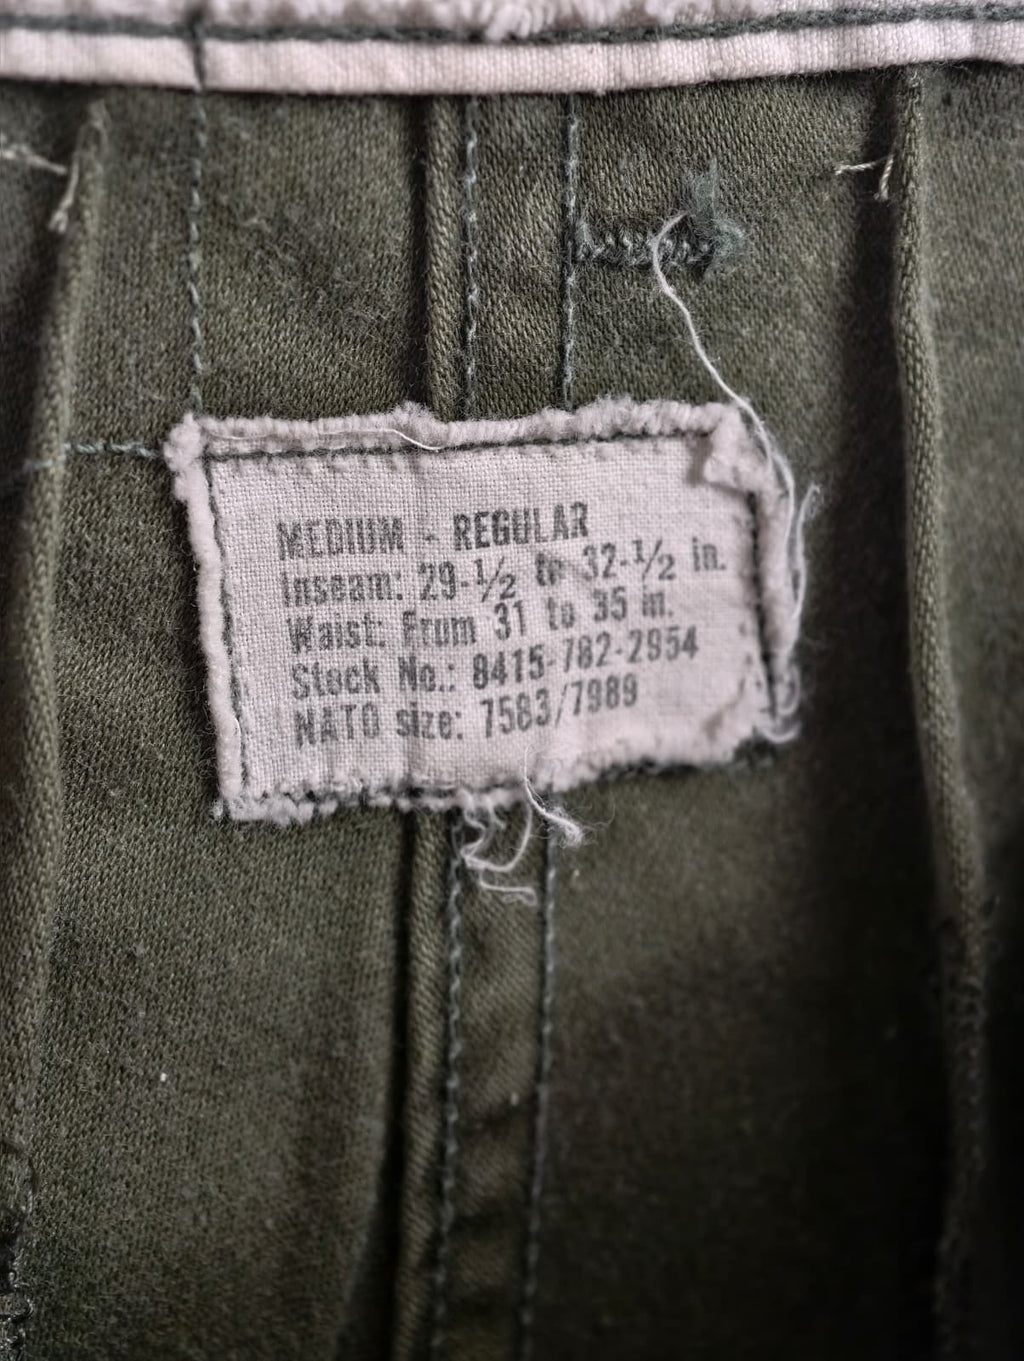 MEDIUM - REGULAR
Inseam: 29-1/2 to 32-1/2 in.
Waist: From 31 to 35 in.
Stock No.: 8415-782-2954
NATO size: 7583/7989